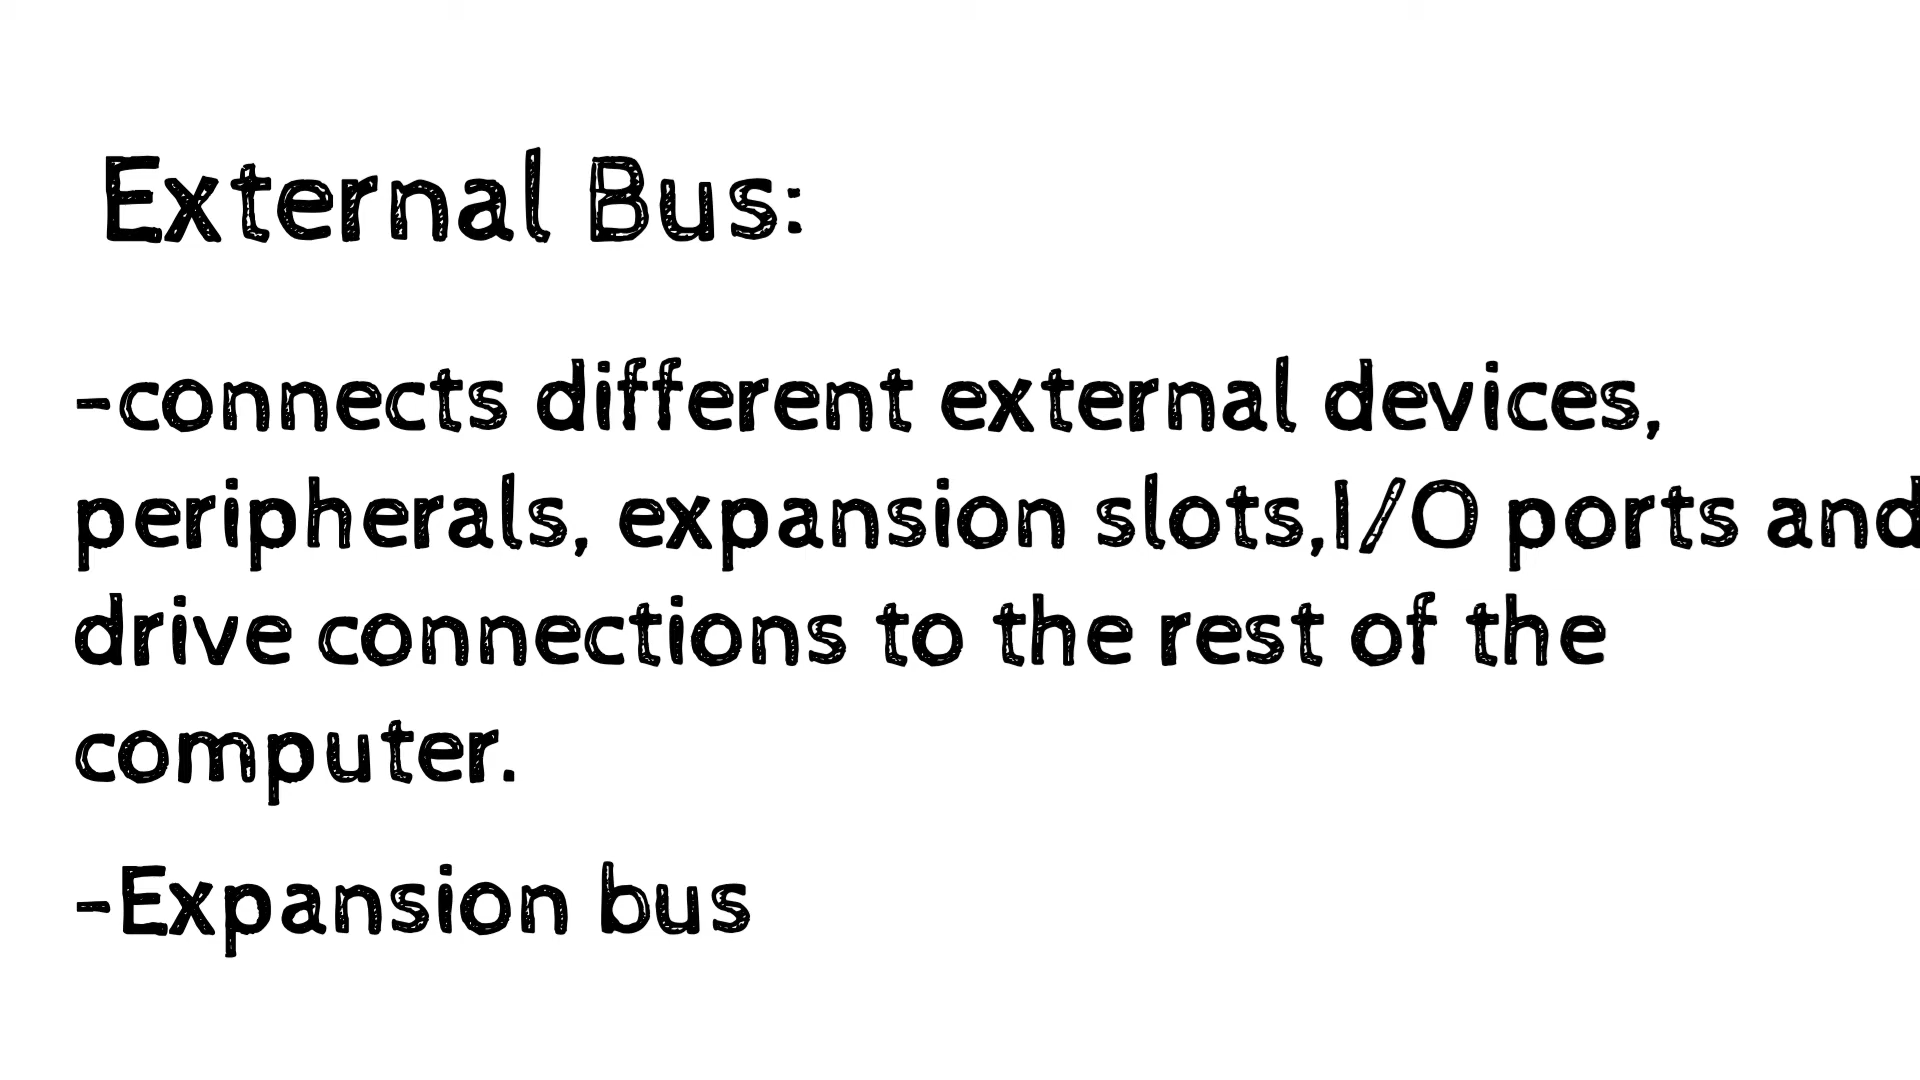 External Bus:
-connects different external devices,
peripherals, expansion slots,I/O ports and
drive connections to the rest of the
computer.
-Expansion bus